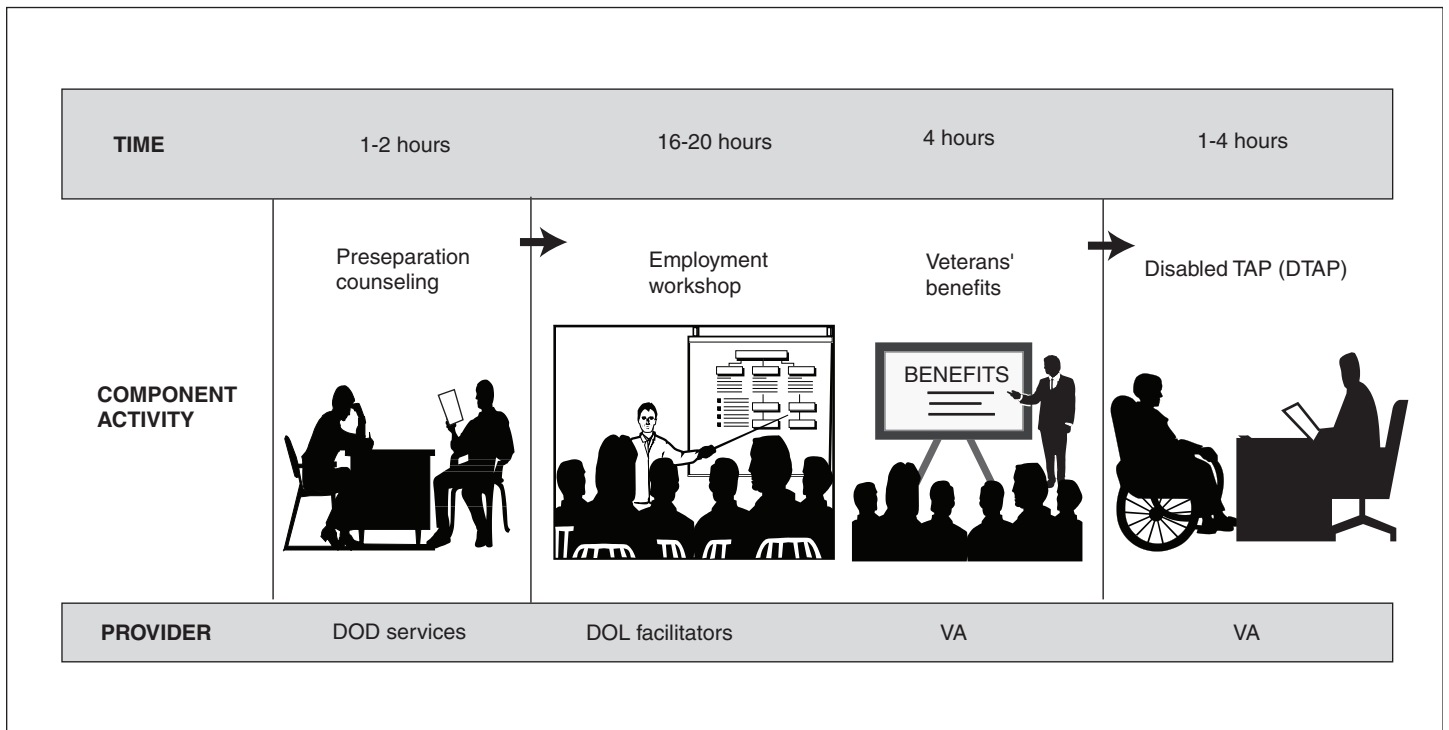 TIME
1-2 hours
16-20 hours
4 hours
1-4 hours
Preseparation
counseling
Employment
workshop
Veterans'
benefits
Disabled TAP (DTAP)
COMPONENT
ACTIVITY
BENEFITS
PROVIDER
DOD services
DOL facilitators
VA
VA